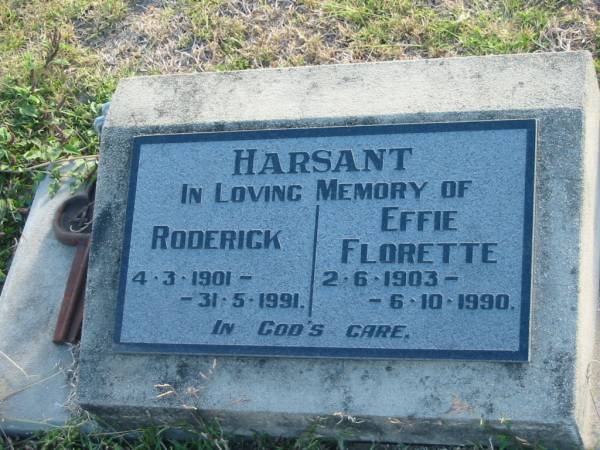 HARSANT
IN LOVING MEMORY OF
RODERICK
4·3·1901 –
– 31·5·1991.
EFFIE
FLORETTE
2·6·1903 –
– 6·10·1990.
IN GOD'S CARE.